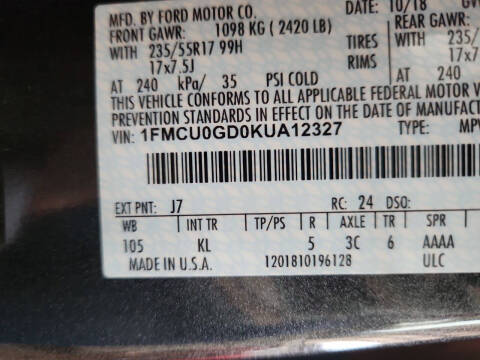 MFD. BY FORD MOTOR CO. 10/18 GV
FRONT GAWR: 1098 KG ( 2420 LB) REAR GAWR:
WITH 235/55R17 99H TIRES WITH 235/
17x7.5J RIMS 17x7.
AT 240 kPa/ 35 PSI COLD AT 240
THIS VEHICLE CONFORMS TO ALL APPLICABLE FEDERAL MOTOR V
PREVENTION STANDARDS IN EFFECT ON THE DATE OF MANUFACT
VIN: 1FMCU0GD0KUA12327 TYPE: MPV
EXT PNT: J7 RC: 24 DSO:
WB INT TR TP/PS R AXLE TR SPR
105 KL 5 3C 6 AAAA
MADE IN U.S.A. 1201810196128 ULC